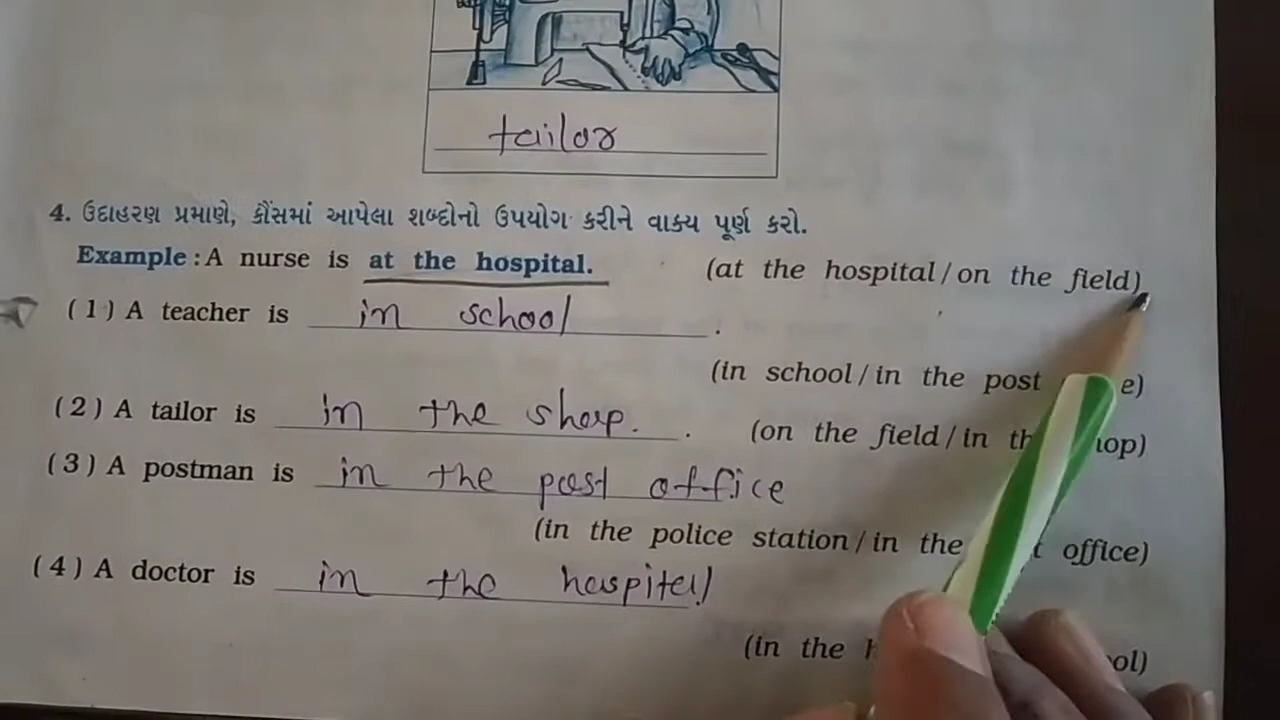 tailor
4. ઉદાહરણ પ્રમાણે, કૌંસમાં આપેલા શબ્દોનો ઉપયોગ કરીને વાક્ય પૂર્ણ કરો.
Example : A nurse is at the hospital. (at the hospital/on the field)
(1) A teacher is in school .
(in school/in the post
(2) A tailor is in the shop. . (on the field/in
(3) A postman is in the post office
(in the police station/in the office)
(4) A doctor is in the hospital
(in the